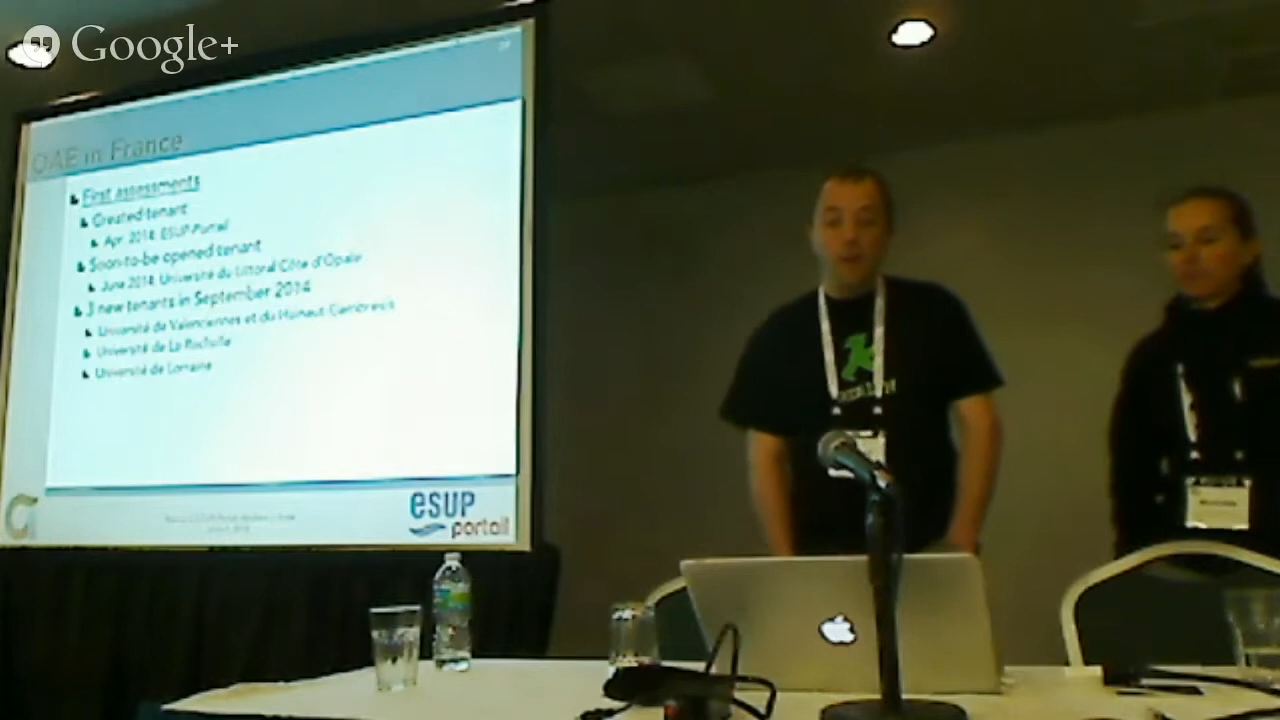 Google+
OAE in France
First assessments
Created tenant
Apr. 2014: ESUP-Portail
Soon-to-be opened tenant
June 2014: Université du Littoral Côte d'Opale
3 new tenants in September 2014
Université de Valenciennes et du Hainaut Cambresis
Université de La Rochelle
Université de Lorraine
esup
portail